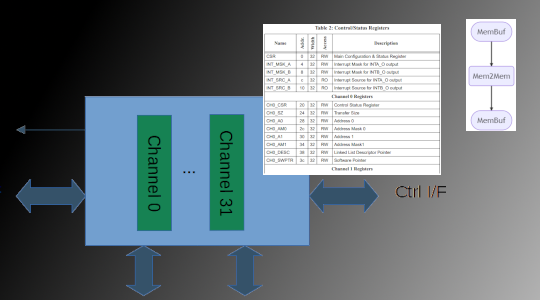 Table 2: Control/Status Registers
Name Addr. Width Access Description
CSR 0 32 RW Main Configuration & Status Register
INT_MSK_A 4 32 RW Interrupt Mask for INTA_O output
INT_MSK_B 8 32 RW Interrupt Mask for INTB_O output
INT_SRC_A c 32 RO Interrupt Source for INTA_O output
INT_SRC_B 10 32 RO Interrupt Source for INTB_O output
Channel 0 Registers
CH0_CSR 20 32 RW Control Status Register
CH0_SZ 24 32 RW Transfer Size
CH0_A0 28 32 RW Address 0
CH0_AM0 2c 32 RW Address Mask 0
CH0_A1 30 32 RW Address 1
CH0_AM1 34 32 RW Address Mask1
CH0_DESC 38 32 RW Linked List Descriptor Pointer
CH0_SWPTR 3c 32 RW Software Pointer
Channel 1 Registers
MemBuf
Mem2Mem
MemBuf
Channel 0
...
Channel 31
Ctrl I/F